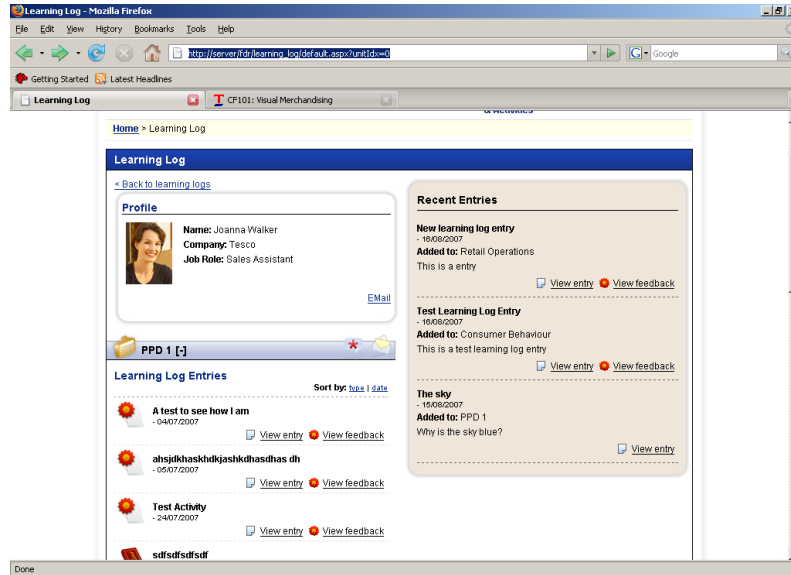 Learning Log - Mozilla Firefox
File Edit View History Bookmarks Tools Help
http://server/fdr/learning_log/default.aspx?unitIdx=0
G Google
Getting Started Latest Headlines
Learning Log
CF101: Visual Merchandising
& Activities
Home > Learning Log
Learning Log
< Back to learning logs
Profile
Name: Joanna Walker
Company: Tesco
Job Role: Sales Assistant
EMail
PPD 1 [-]
Learning Log Entries
Sort by: type | date
A test to see how I am
- 04/07/2007
View entry View feedback
ahsjdkhaskhdkjashkdhasdhas dh
- 05/07/2007
View entry View feedback
Test Activity
- 24/07/2007
View entry View feedback
sdfsdfsdfsdf
Recent Entries
New learning log entry
- 16/08/2007
Added to: Retail Operations
This is a entry
View entry View feedback
Test Learning Log Entry
- 16/08/2007
Added to: Consumer Behaviour
This is a test learning log entry
View entry View feedback
The sky
- 15/08/2007
Added to: PPD 1
Why is the sky blue?
View entry
Done